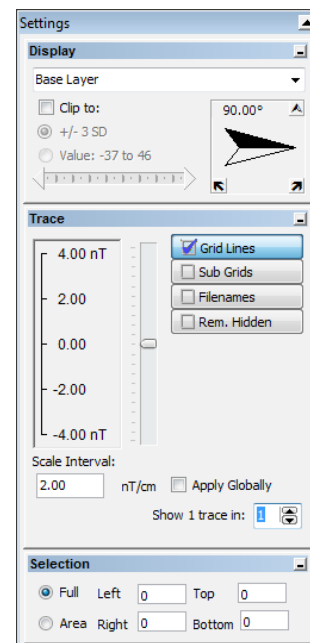 Settings
Display
Base Layer
Clip to:
90.00°
+/- 3 SD
Value: -37 to 46
Trace
4.00 nT
2.00
0.00
-2.00
-4.00 nT
Grid Lines
Sub Grids
Filenames
Rem. Hidden
Scale Interval:
2.00 nT/cm Apply Globally
Show 1 trace in: 1
Selection
Full Left 0 Top 0
Area Right 0 Bottom 0